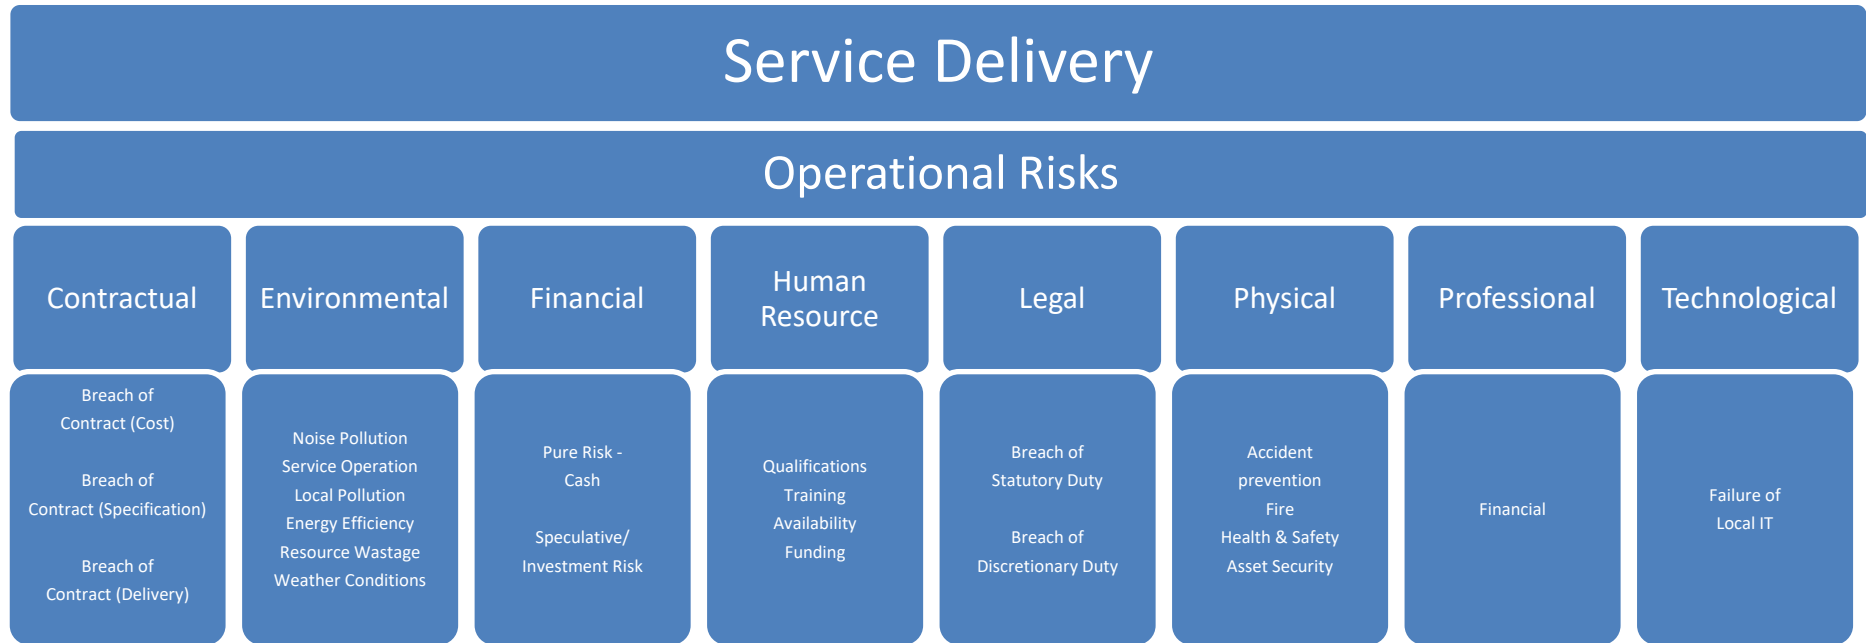 Service Delivery
Operational Risks
Contractual
Environmental
Financial
Human
Resource
Legal
Physical
Professional
Technological
Breach of
Contract (Cost)
Breach of
Contract (Specification)
Breach of
Contract (Delivery)
Noise Pollution
Service Operation
Local Pollution
Energy Efficiency
Resource Wastage
Weather Conditions
Pure Risk -
Cash
Speculative/
Investment Risk
Qualifications
Training
Availability
Funding
Breach of
Statutory Duty
Breach of
Discretionary Duty
Accident
prevention
Fire
Health & Safety
Asset Security
Financial
Failure of
Local IT